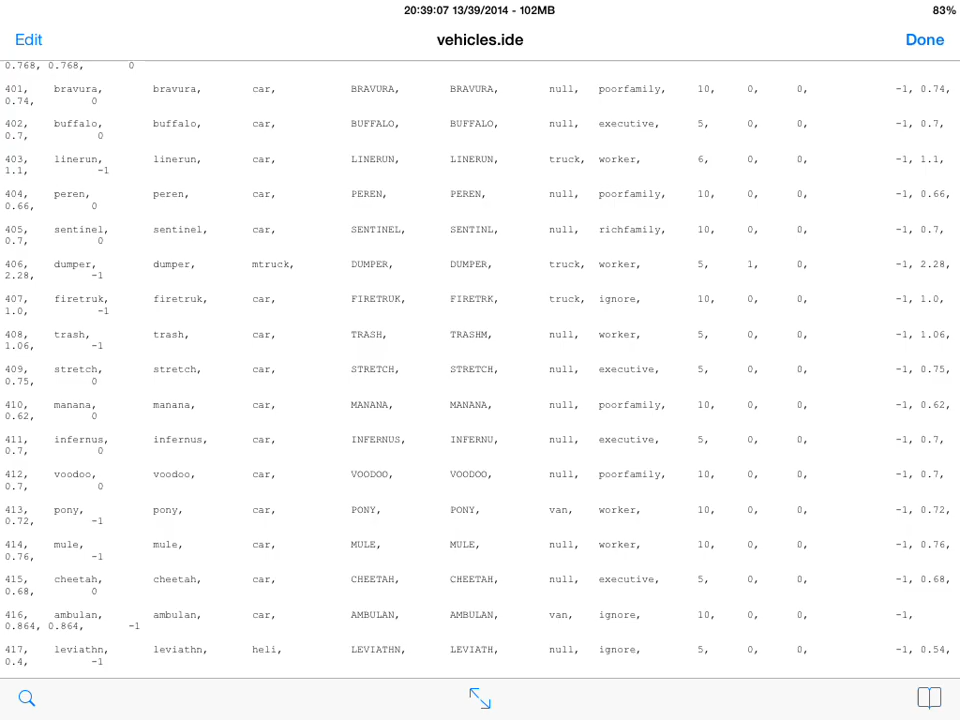 20:39:07 13/39/2014 - 102MB 83%
Edit vehicles.ide Done
0.768, 0.768, 0
401, bravura, bravura, car, BRAVURA, BRAVURA, null, poorfamily, 10, 0, 0, -1, 0.74,
0.74, 0
402, buffalo, buffalo, car, BUFFALO, BUFFALO, null, executive, 5, 0, 0, -1, 0.7,
0.7, 0
403, linerun, linerun, car, LINERUN, LINERUN, truck, worker, 6, 0, 0, -1, 1.1,
1.1, -1
404, peren, peren, car, PEREN, PEREN, null, poorfamily, 10, 0, 0, -1, 0.66,
0.66, 0
405, sentinel, sentinel, car, SENTINEL, SENTINL, null, richfamily, 10, 0, 0, -1, 0.7,
0.7, 0
406, dumper, dumper, mtruck, DUMPER, DUMPER, truck, worker, 5, 1, 0, -1, 2.28,
2.28, -1
407, firetruk, firetruk, car, FIRETRUK, FIRETRK, truck, ignore, 10, 0, 0, -1, 1.0,
1.0, -1
408, trash, trash, car, TRASH, TRASHM, null, worker, 5, 0, 0, -1, 1.06,
1.06, -1
409, stretch, stretch, car, STRETCH, STRETCH, null, executive, 5, 0, 0, -1, 0.75,
0.75, 0
410, manana, manana, car, MANANA, MANANA, null, poorfamily, 10, 0, 0, -1, 0.62,
0.62, 0
411, infernus, infernus, car, INFERNUS, INFERNU, null, executive, 5, 0, 0, -1, 0.7,
0.7, 0
412, voodoo, voodoo, car, VOODOO, VOODOO, null, poorfamily, 10, 0, 0, -1, 0.7,
0.7, 0
413, pony, pony, car, PONY, PONY, van, worker, 10, 0, 0, -1, 0.72,
0.72, -1
414, mule, mule, car, MULE, MULE, null, worker, 10, 0, 0, -1, 0.76,
0.76, -1
415, cheetah, cheetah, car, CHEETAH, CHEETAH, null, executive, 5, 0, 0, -1, 0.68,
0.68, 0
416, ambulan, ambulan, car, AMBULAN, AMBULAN, van, ignore, 10, 0, 0, -1,
0.864, 0.864, -1
417, leviathn, leviathn, heli, LEVIATHN, LEVIATH, null, ignore, 5, 0, 0, -1, 0.54,
0.4, -1